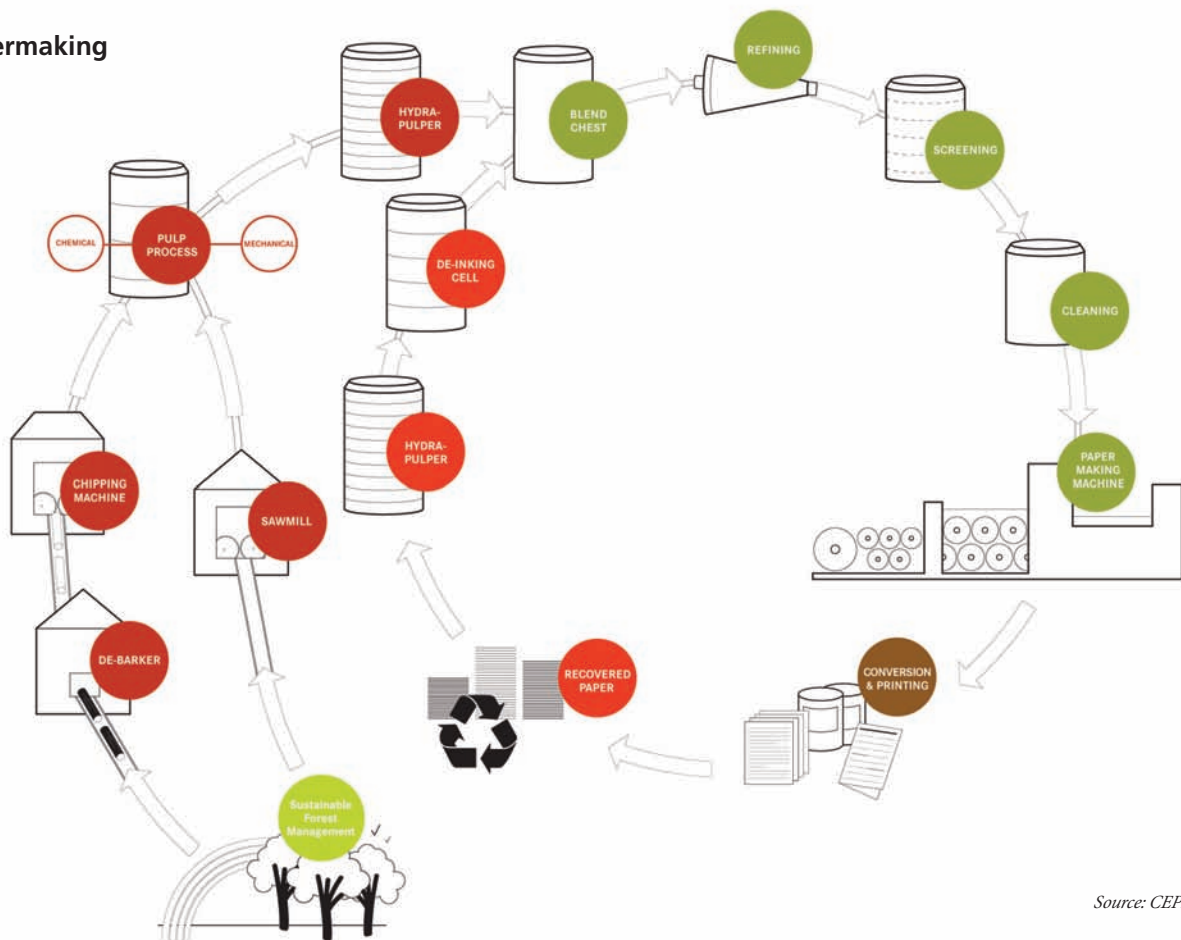 ermaking
REFINING
HYDRA-
PULPER
BLEND
CHEST
SCREENING
CHEMICAL
PULP
PROCESS
MECHANICAL
DE-INKING
CELL
CLEANING
HYDRA-
PULPER
CHIPPING
MACHINE
SAWMILL
PAPER
MAKING
MACHINE
DE-BARKER
RECOVERED
PAPER
CONVERSION
& PRINTING
Sustainable
Forest
Management
Source: CEP